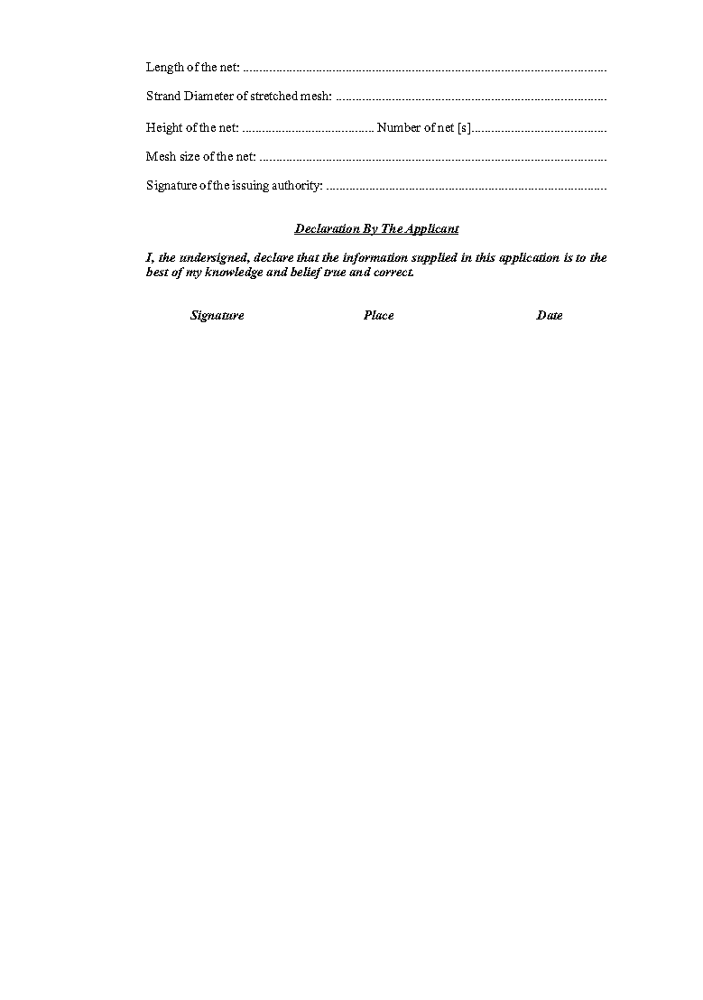 Length of the net: ..............................................................................................................
Strand Diameter of stretched mesh: ..................................................................................
Height of the net: ........................................ Number of net [s].........................................
Mesh size of the net: .........................................................................................................
Signature of the issuing authority: .....................................................................................
Declaration By The Applicant
I, the undersigned, declare that the information supplied in this application is to the
best of my knowledge and belief true and correct.
Signature Place Date